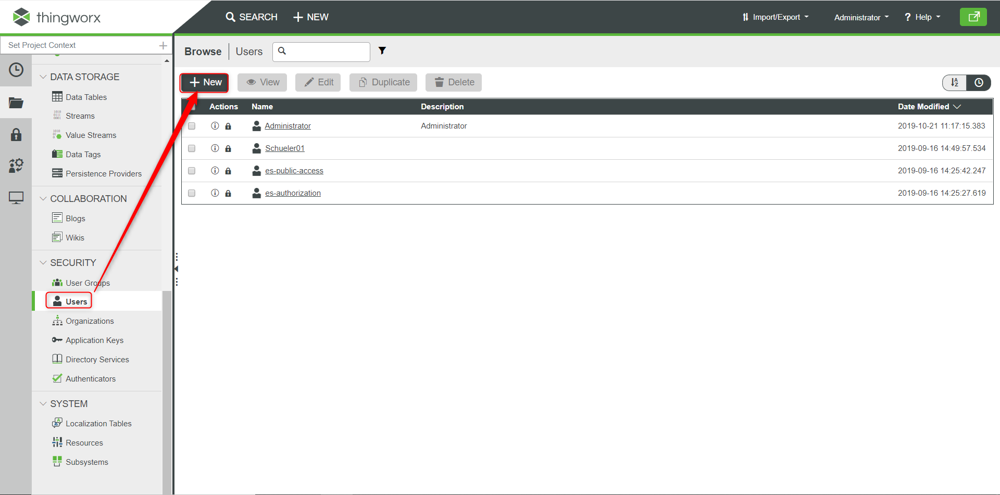 thingworx
SEARCH
NEW
Import/Export
Administrator
? Help
Set Project Context
Browse
Users
DATA STORAGE
Data Tables
Streams
Value Streams
Data Tags
Persistence Providers
COLLABORATION
Blogs
Wikis
SECURITY
User Groups
Users
Organizations
Application Keys
Directory Services
Authenticators
SYSTEM
Localization Tables
Resources
Subsystems
New
View
Edit
Duplicate
Delete
Actions Name Description Date Modified
Administrator Administrator 2019-10-21 11:17:15.383
Schueler01 2019-09-16 14:49:57.534
es-public-access 2019-09-16 14:25:42.247
es-authorization 2019-09-16 14:25:27.619